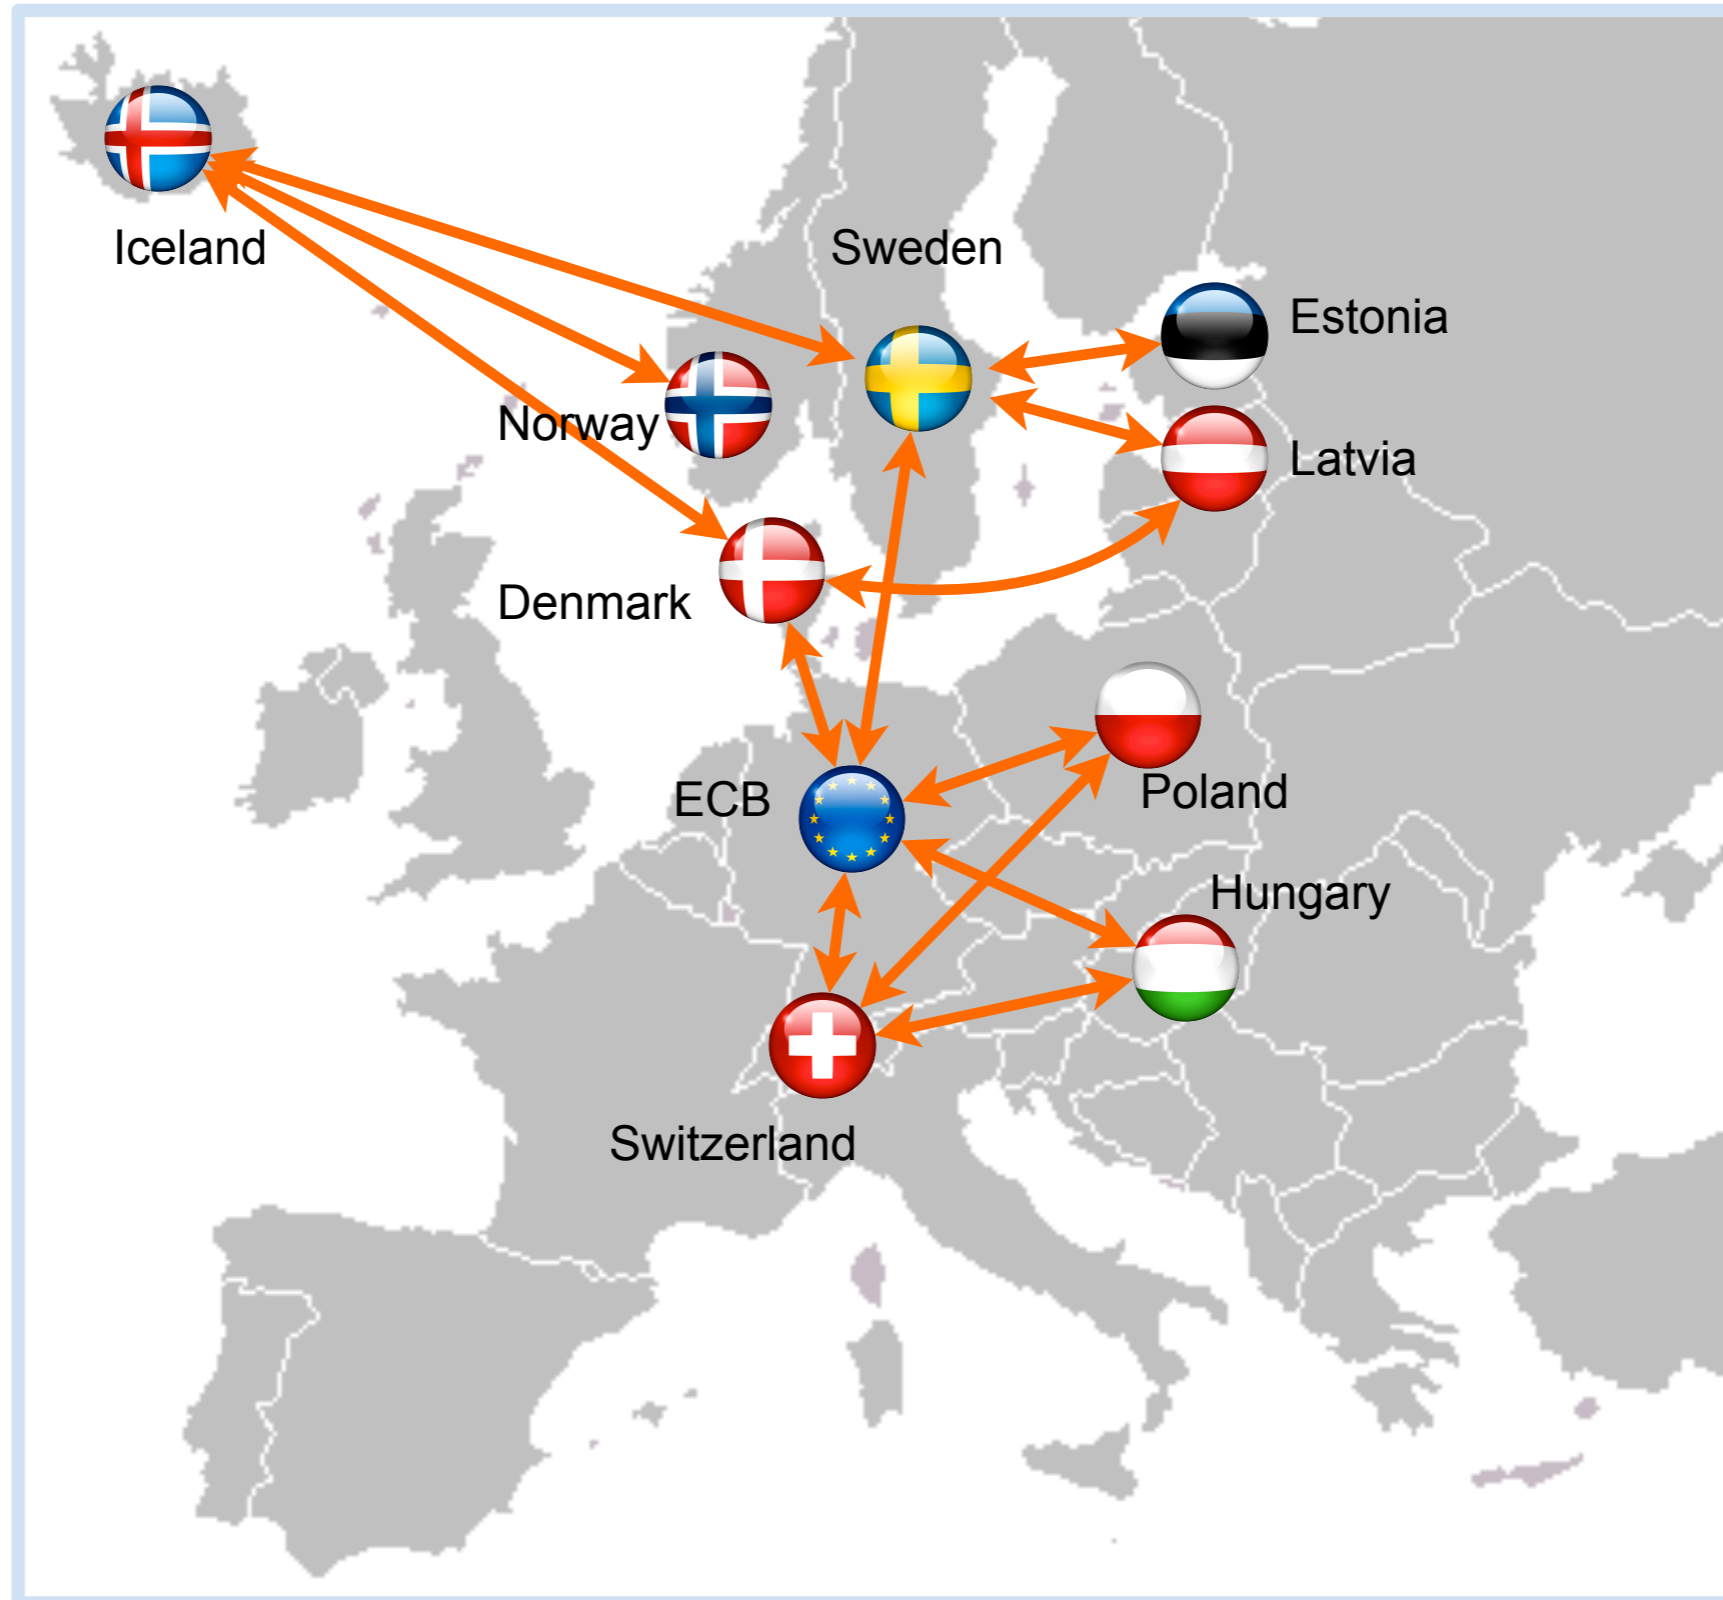 Iceland
Sweden
Estonia
Norway
Latvia
Denmark
ECB
Poland
Hungary
Switzerland